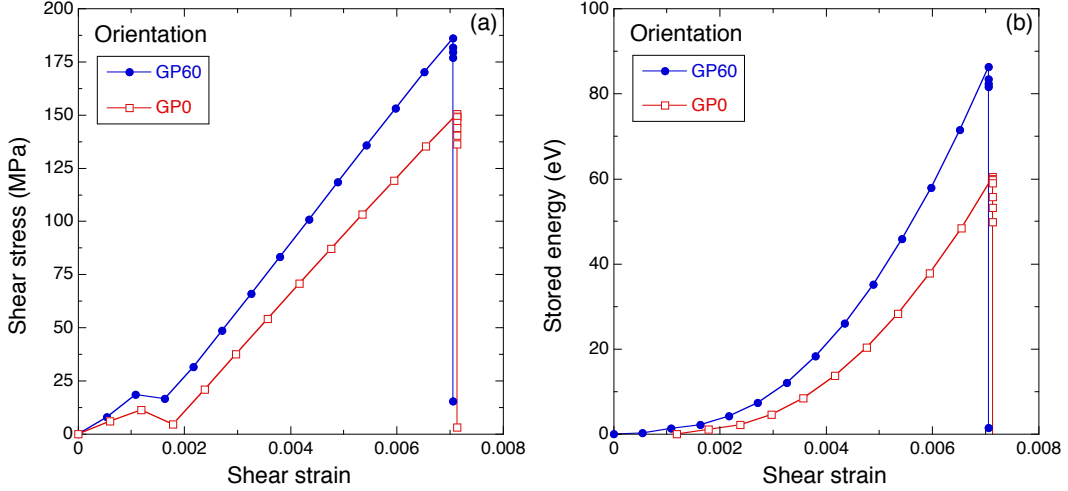 (a)
Orientation
GP60
GP0
Shear stress (MPa)
200
175
150
125
100
75
50
25
0
0
0.002
0.004
0.006
0.008
Shear strain
(b)
Orientation
GP60
GP0
Stored energy (eV)
100
80
60
40
20
0
0
0.002
0.004
0.006
0.008
Shear strain